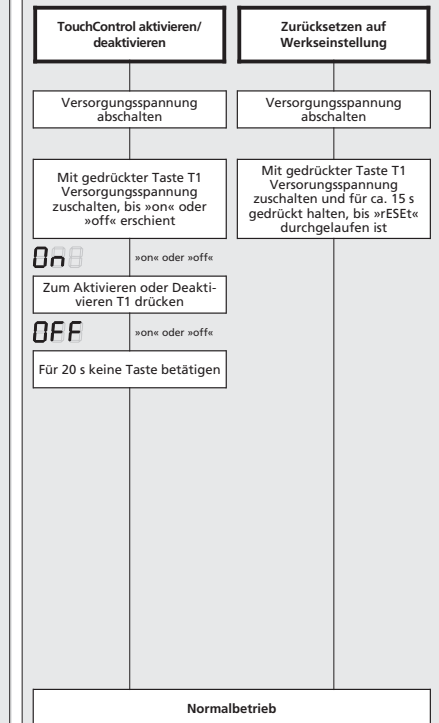 TouchControl aktivieren/
deaktivieren
Versorgungsspannung
abschalten
Mit gedrückter Taste T1
Versorgungsspannung
zuschalten, bis »on« oder
»off« erschient
On
»on« oder »off«
Zum Aktivieren oder Deakti-
vieren T1 drücken
OFF
»on« oder »off«
Für 20 s keine Taste betätigen
Zurücksetzen auf
Werkseinstellung
Versorgungsspannung
abschalten
Mit gedrückter Taste T1
Versorungsspannung
zuschalten und für ca. 15 s
gedrückt halten, bis »rESEt«
durchgelaufen ist
Normalbetrieb